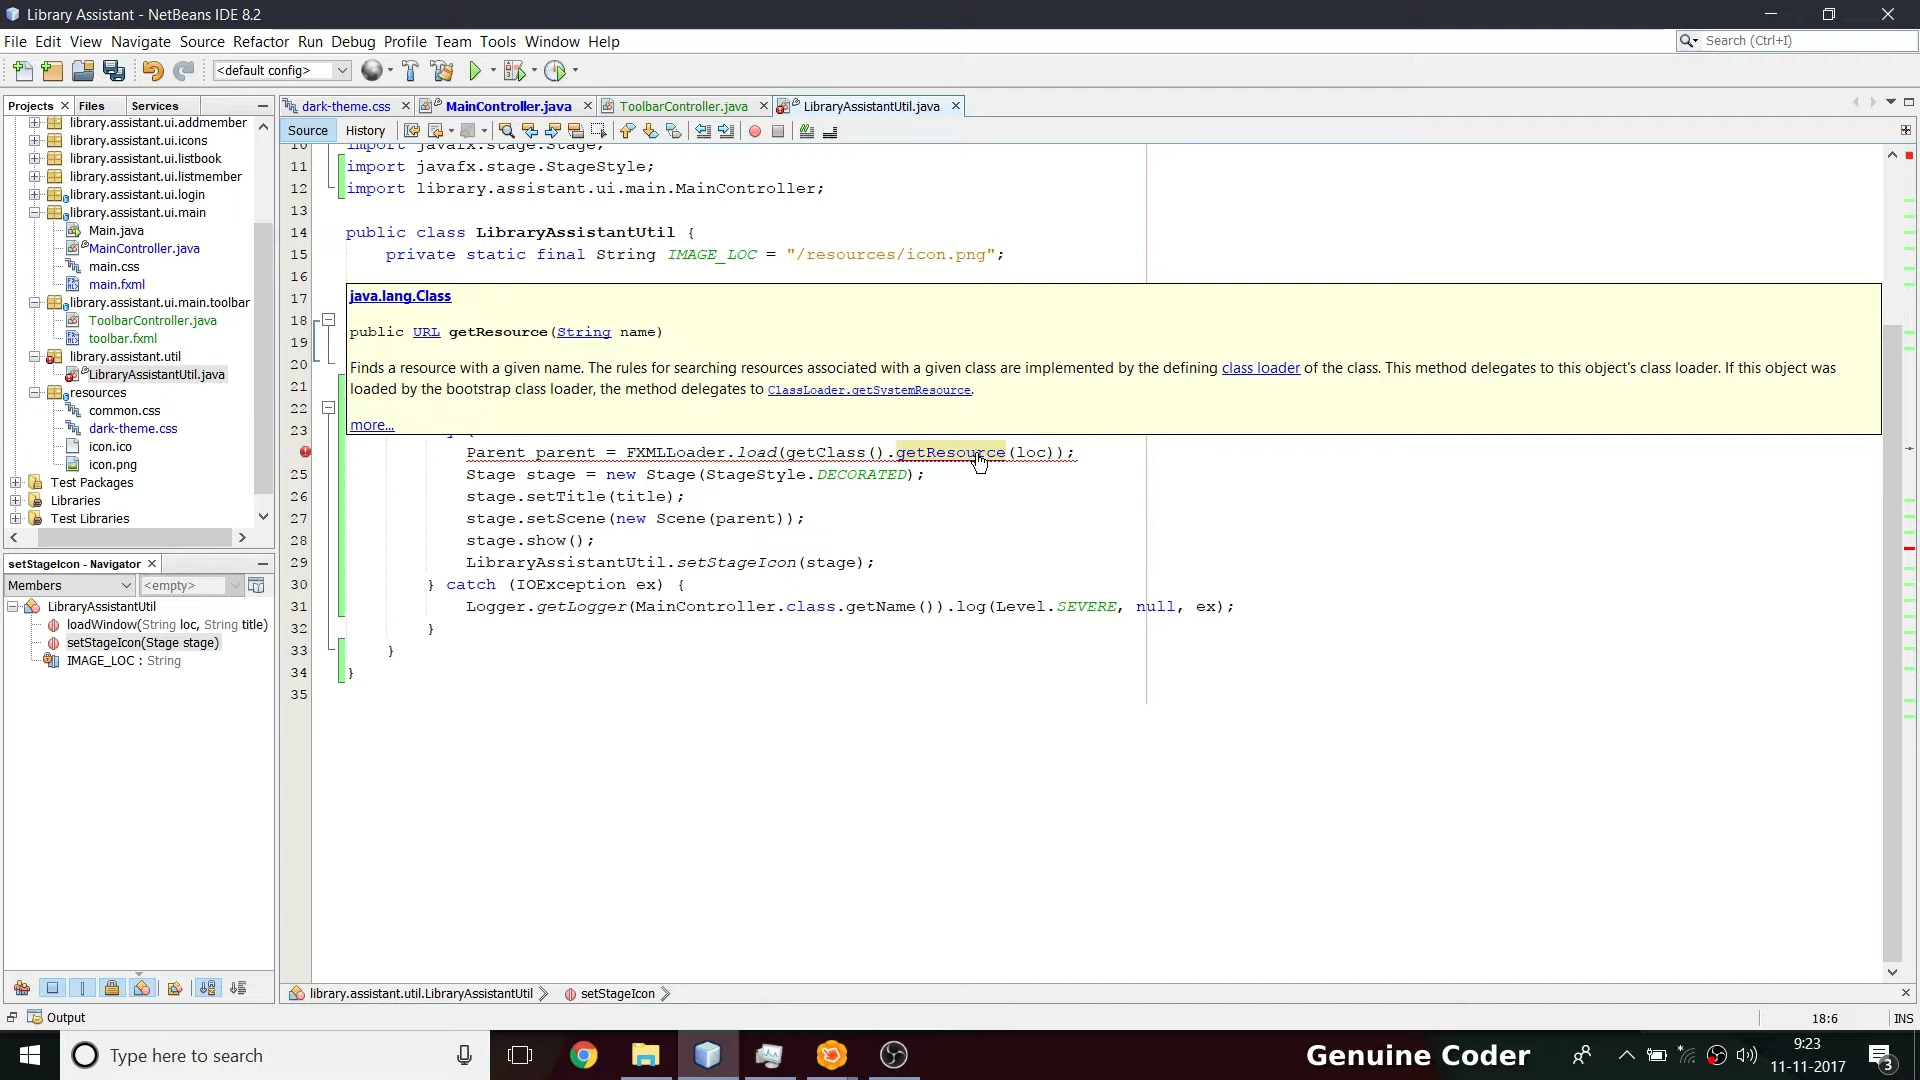 Library Assistant - NetBeans IDE 8.2
File Edit View Navigate Source Refactor Run Debug Profile Team Tools Window Help
Search (Ctrl+I)
<default config>
Projects Files Services
dark-theme.css MainController.java ToolbarController.java LibraryAssistantUtil.java
Source History
library.assistant.ui.addmember
library.assistant.ui.icons
library.assistant.ui.listbook
library.assistant.ui.listmember
library.assistant.ui.login
library.assistant.ui.main
Main.java
MainController.java
main.css
main.fxml
library.assistant.ui.main.toolbar
ToolbarController.java
toolbar.fxml
library.assistant.util
LibraryAssistantUtil.java
resources
common.css
dark-theme.css
icon.ico
icon.png
Test Packages
Libraries
Test Libraries
setStageIcon - Navigator
Members <empty>
LibraryAssistantUtil
loadWindow(String loc, String title)
setStageIcon(Stage stage)
IMAGE_LOC : String
10 import javafx.stage.Stage;
11 import javafx.stage.StageStyle;
12 import library.assistant.ui.main.MainController;
13
14 public class LibraryAssistantUtil {
15 private static final String IMAGE_LOC = "/resources/icon.png";
16
17
18
19
20
21
22
23
java.lang.Class
public URL getResource(String name)
Finds a resource with a given name. The rules for searching resources associated with a given class are implemented by the defining class loader of the class. This method delegates to this object's class loader. If this object was
loaded by the bootstrap class loader, the method delegates to ClassLoader.getSystemResource.
more...
Parent parent = FXMLLoader.load(getClass().getResource(loc));
25 Stage stage = new Stage(StageStyle.DECORATED);
26 stage.setTitle(title);
27 stage.setScene(new Scene(parent));
28 stage.show();
29 LibraryAssistantUtil.setStageIcon(stage);
30 } catch (IOException ex) {
31 Logger.getLogger(MainController.class.getName()).log(Level.SEVERE, null, ex);
32 }
33 }
34 }
35
library.assistant.util.LibraryAssistantUtil setStageIcon
Output
18:6 INS
Type here to search
Genuine Coder
9:23
11-11-2017
3